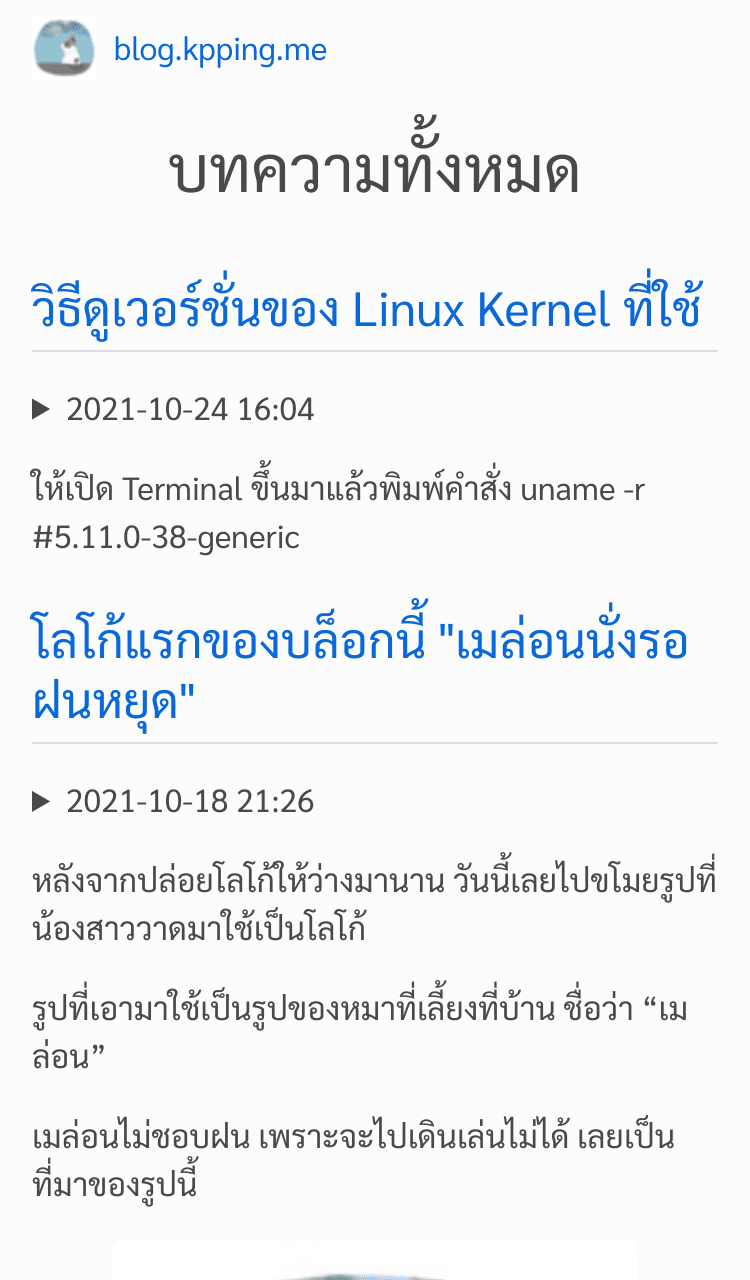 blog.kpping.me
บทความทั้งหมด
วิธีดูเวอร์ชั่นของ Linux Kernel ที่ใช้
▶ 2021-10-24 16:04
ให้เปิด Terminal ขึ้นมาแล้วพิมพ์คำสั่ง uname -r
#5.11.0-38-generic
โลโก้แรกของบล็อกนี้ "เมล่อนนั่งรอ
ฝนหยุด"
▶ 2021-10-18 21:26
หลังจากปล่อยโลโก้ให้ว่างมานาน วันนี้เลยไปขโมยรูปที่
น้องสาววาดมาใช้เป็นโลโก้
รูปที่เอามาใช้เป็นรูปของหมาที่เลี้ยงที่บ้าน ชื่อว่า “เม
ล่อน”
เมล่อนไม่ชอบฝน เพราะจะไปเดินเล่นไม่ได้ เลยเป็น
ที่มาของรูปนี้